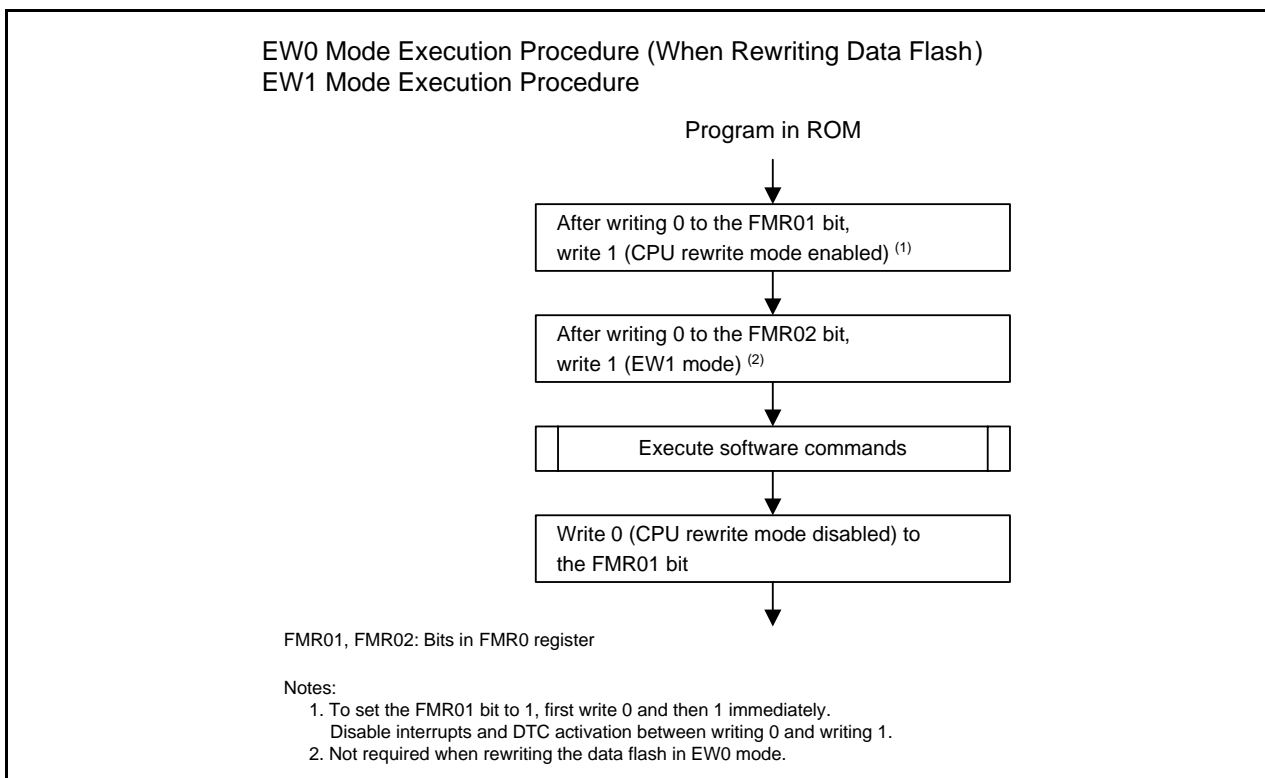 EW0 Mode Execution Procedure (When Rewriting Data Flash)
EW1 Mode Execution Procedure
Program in ROM
After writing 0 to the FMR01 bit,
write 1 (CPU rewrite mode enabled) (1)
After writing 0 to the FMR02 bit,
write 1 (EW1 mode) (2)
Execute software commands
Write 0 (CPU rewrite mode disabled) to
the FMR01 bit
FMR01, FMR02: Bits in FMR0 register
Notes:
1. To set the FMR01 bit to 1, first write 0 and then 1 immediately.
Disable interrupts and DTC activation between writing 0 and writing 1.
2. Not required when rewriting the data flash in EW0 mode.